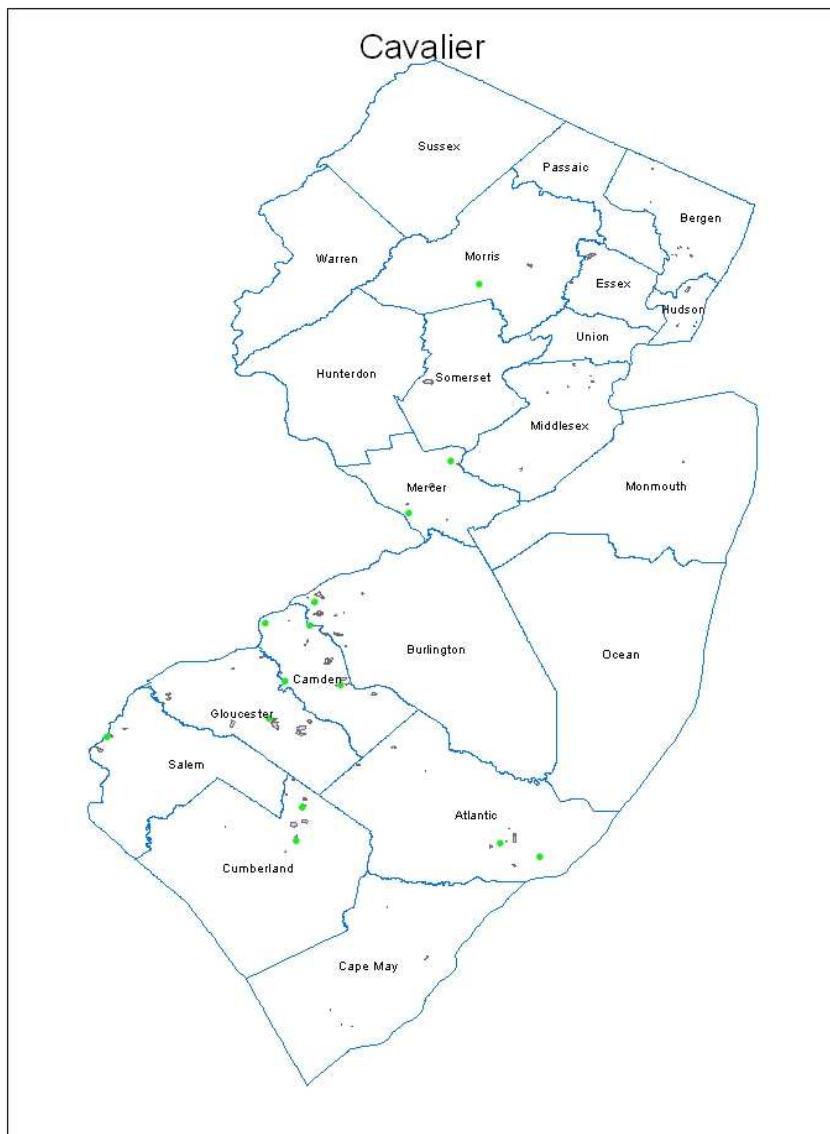 Cavalier
Sussex
Passaic
Bergen
Warren
Morris
Essex
Hudson
Union
Hunterdon
Somerset
Middlesex
Mercer
Monmouth
Burlington
Ocean
Camden
Gloucester
Salem
Atlantic
Cumberland
Cape May